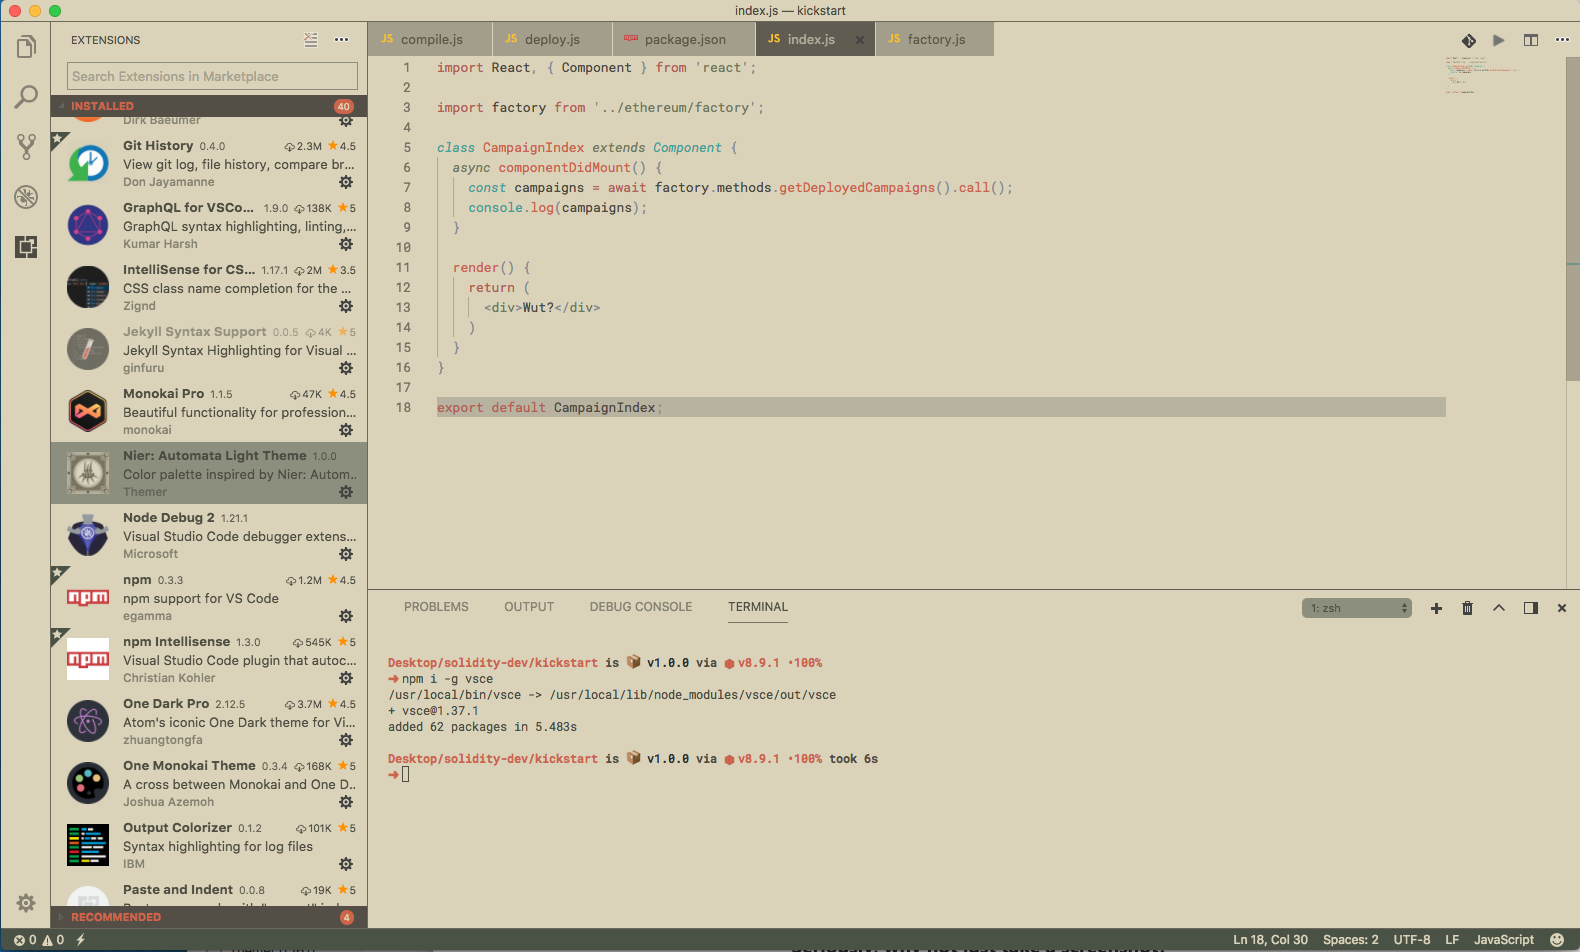 index.js — kickstart
EXTENSIONS
Search Extensions in Marketplace
INSTALLED 40
Dirk Baeumer
Git History 0.4.0 2.3M 4.5
View git log, file history, compare br...
Don Jayamanne
GraphQL for VSCo... 1.9.0 138K 5
GraphQL syntax highlighting, linting,...
Kumar Harsh
IntelliSense for CS... 1.17.1 2M 3.5
CSS class name completion for the ...
Zignd
Jekyll Syntax Support 0.0.5 4K 5
Jekyll Syntax Highlighting for Visual ...
ginfuru
Monokai Pro 1.1.5 47K 4.5
Beautiful functionality for profession...
monokai
Nier: Automata Light Theme 1.0.0
Color palette inspired by Nier: Autom...
Themer
Node Debug 2 1.21.1
Visual Studio Code debugger extens...
Microsoft
npm 0.3.3 1.2M 4.5
npm
npm support for VS Code
egamma
npm Intellisense 1.3.0 545K 5
npm
Visual Studio Code plugin that autoc...
Christian Kohler
One Dark Pro 2.12.5 3.7M 4.5
Atom's iconic One Dark theme for Vi...
zhuangtongfa
One Monokai Theme 0.3.4 168K 5
A cross between Monokai and One D...
Joshua Azemoh
Output Colorizer 0.1.2 101K 5
Syntax highlighting for log files
IBM
Paste and Indent 0.0.8 19K 5
RECOMMENDED 4
JS compile.js JS deploy.js package.json JS index.js × JS factory.js
1 import React, { Component } from 'react';
2
3 import factory from '../ethereum/factory';
4
5 class CampaignIndex extends Component {
6 async componentDidMount() {
7 const campaigns = await factory.methods.getDeployedCampaigns().call();
8 console.log(campaigns);
9 }
10
11 render() {
12 return (
13 <div>Wut?</div>
14 )
15 }
16 }
17
18 export default CampaignIndex;
PROBLEMS OUTPUT DEBUG CONSOLE TERMINAL 1: zsh
Desktop/solidity-dev/kickstart is 📦 v1.0.0 via ⬢ v8.9.1 •100%
➜ npm i -g vsce
/usr/local/bin/vsce -> /usr/local/lib/node_modules/vsce/out/vsce
+ vsce@1.37.1
added 62 packages in 5.483s
Desktop/solidity-dev/kickstart is 📦 v1.0.0 via ⬢ v8.9.1 •100% took 6s
➜
0 0 Ln 18, Col 30 Spaces: 2 UTF-8 LF JavaScript